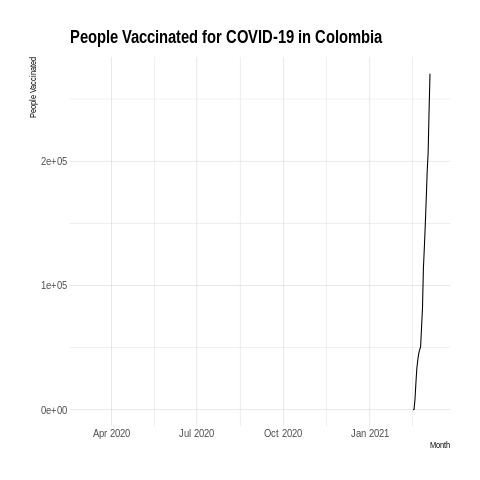 People Vaccinated for COVID-19 in Colombia
People Vaccinated
2e+05
1e+05
0e+00
Apr 2020 Jul 2020 Oct 2020 Jan 2021
Month